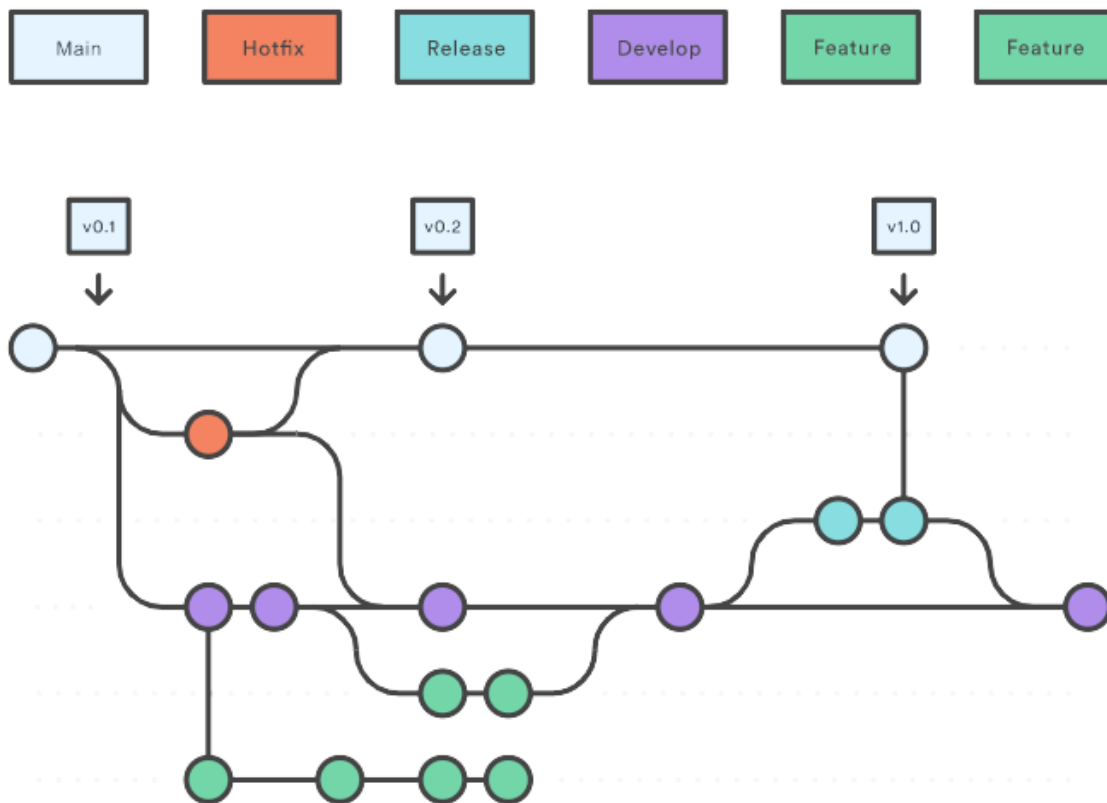 Main
Hotfix
Release
Develop
Feature
Feature
v0.1
v0.2
v1.0